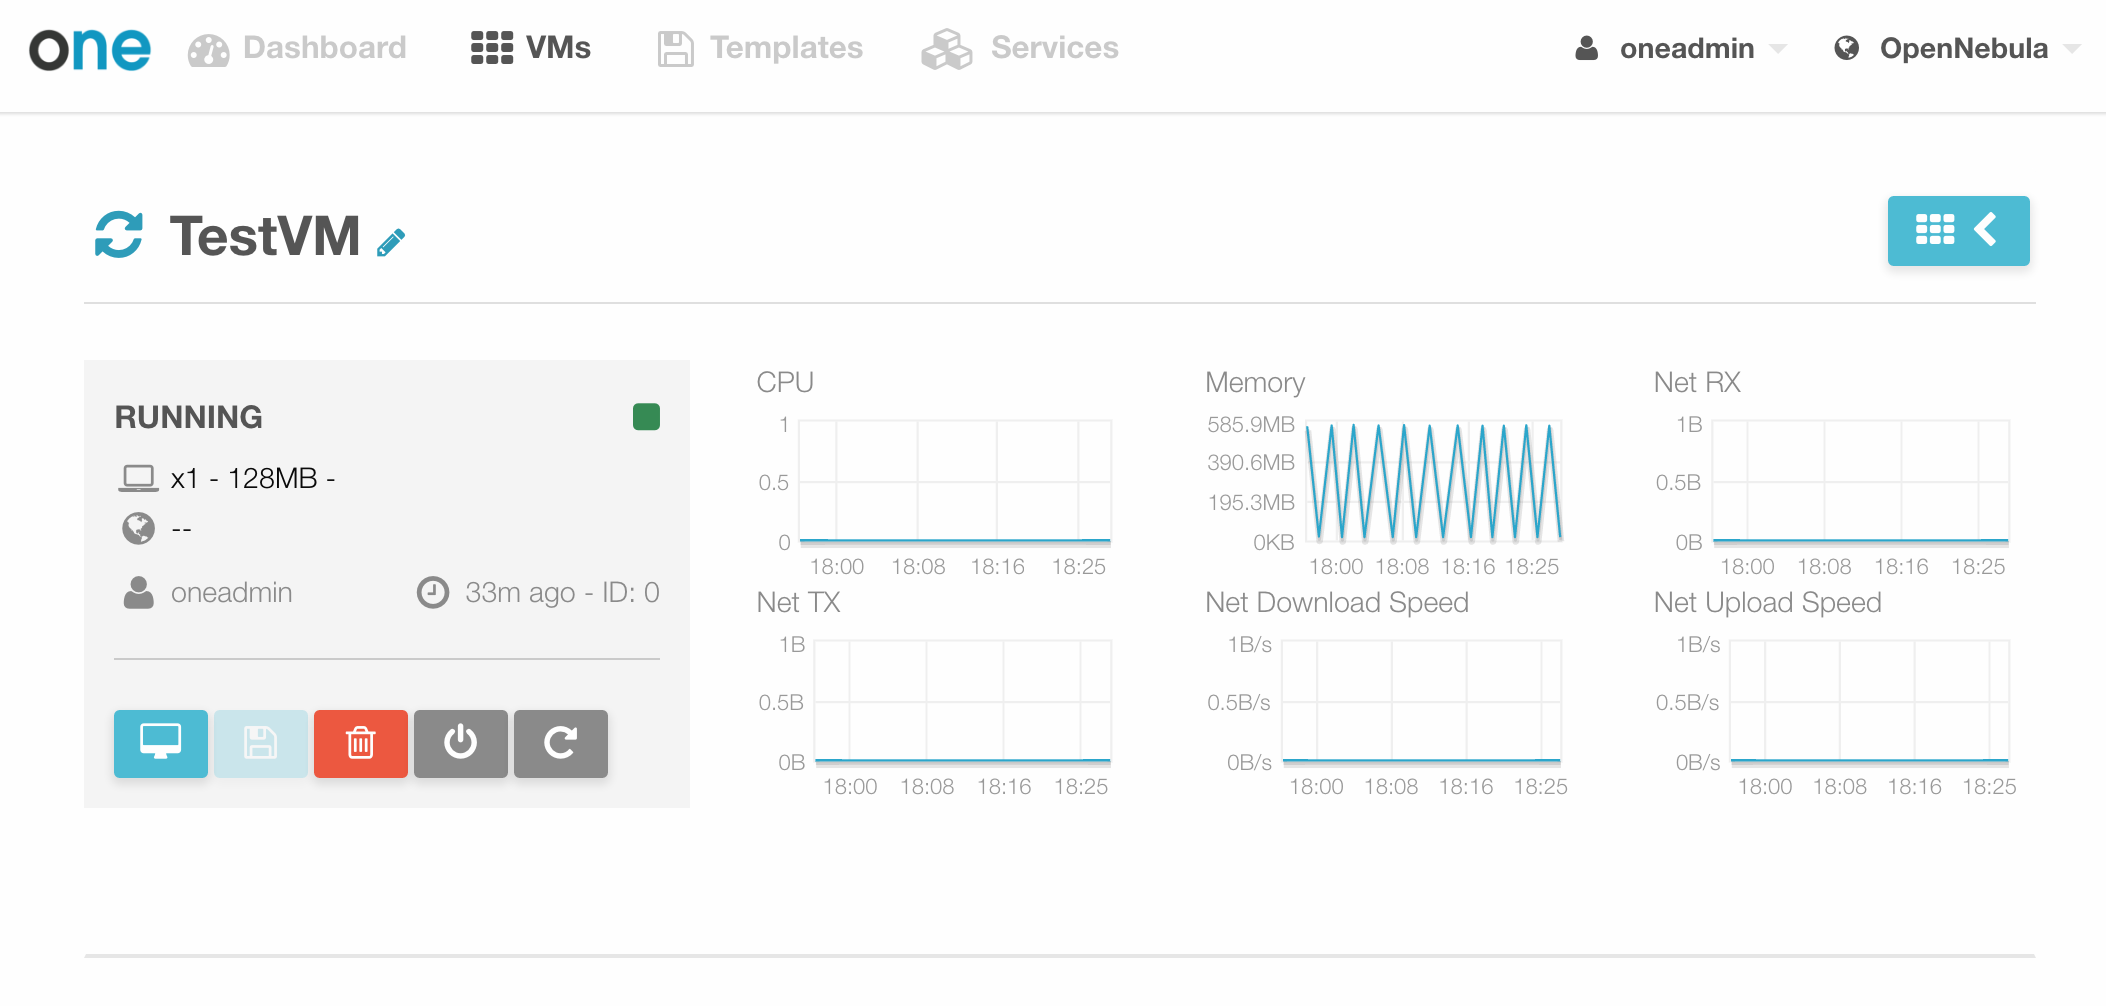 one Dashboard VMs Templates Services oneadmin OpenNebula
TestVM
RUNNING
x1 - 128MB -
--
oneadmin 33m ago - ID: 0
CPU
1
0.5
0
18:00 18:08 18:16 18:25
Memory
585.9MB
390.6MB
195.3MB
0KB
18:00 18:08 18:16 18:25
Net RX
1B
0.5B
0B
18:00 18:08 18:16 18:25
Net TX
1B
0.5B
0B
18:00 18:08 18:16 18:25
Net Download Speed
1B/s
0.5B/s
0B/s
18:00 18:08 18:16 18:25
Net Upload Speed
1B/s
0.5B/s
0B/s
18:00 18:08 18:16 18:25